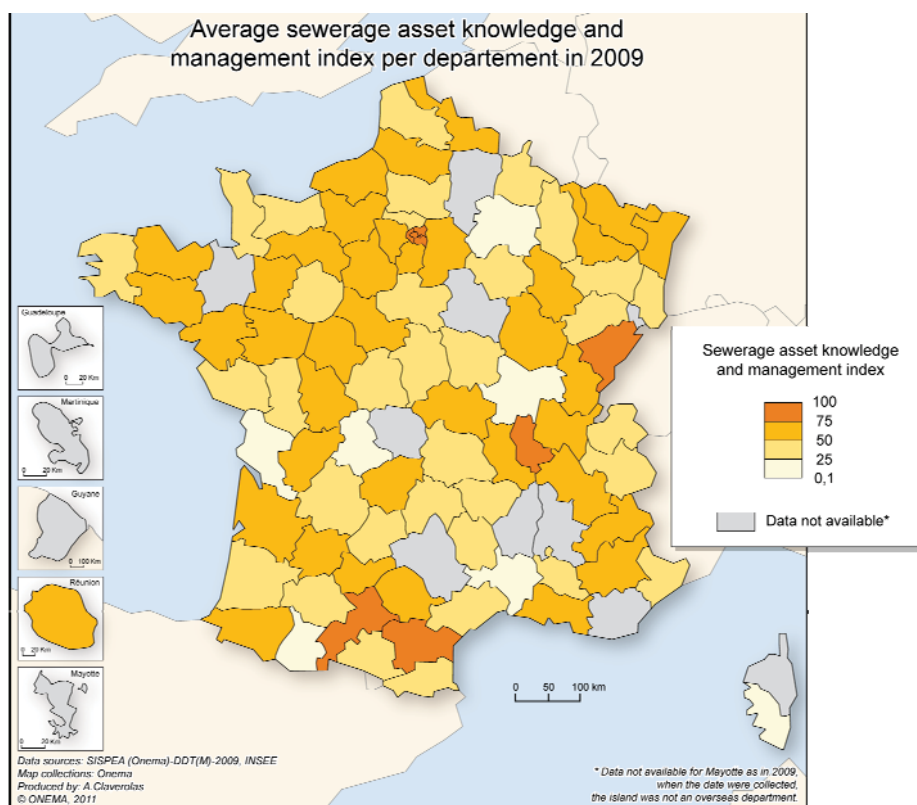 Average sewerage asset knowledge and
management index per departement in 2009
Guadeloupe
0 20 Km
Martinique
0 20 Km
Guyane
0 100 Km
Réunion
0 20 Km
Mayotte
0 20 Km
Sewerage asset knowledge
and management index
100
75
50
25
0,1
Data not available*
0 50 100 km
Data sources: SISPEA (Onema)-DDT(M)-2009, INSEE
Map collections: Onema
Produced by: A.Claverolas
© ONEMA, 2011
* Data not available for Mayotte as in 2009,
when the date were collected,
the island was not an overseas department.